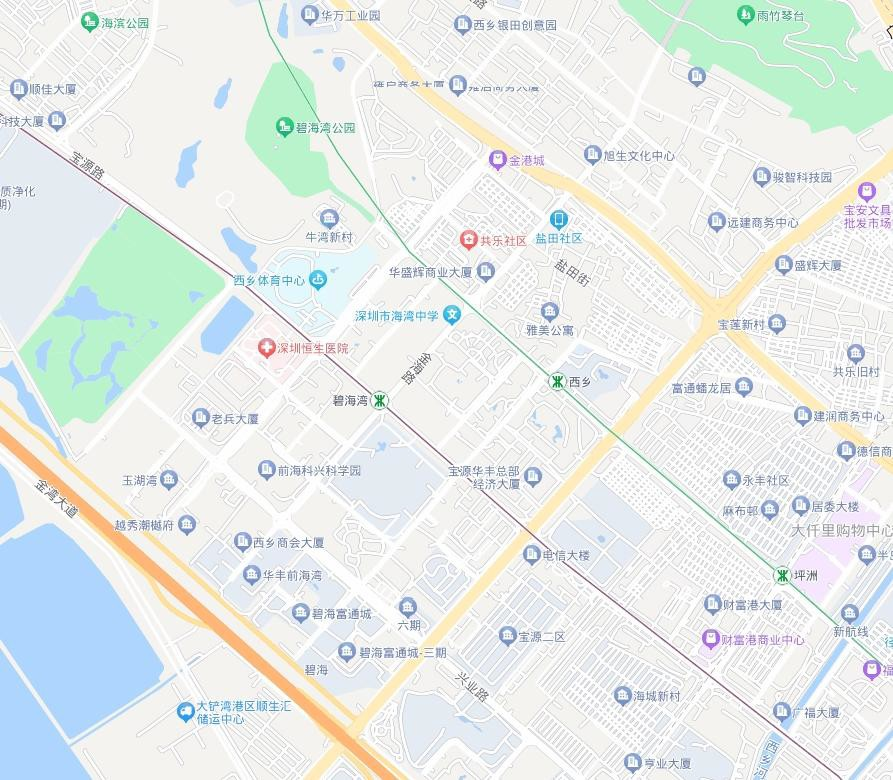 海滨公园
华万工业园
西乡银田创意园
雨竹琴台
顺佳大厦
雍启商务大厦
科技大厦
碧海湾公园
旭生文化中心
金港城
宝源路
骏智科技园
质净化
期)
宝安文具
批发市场
远建商务中心
牛湾新村
共乐社区
盐田社区
华盛辉商业大厦
盐田街
盛辉大厦
西乡体育中心
深圳市海湾中学
雅美公寓
宝莲新村
深圳恒生医院
共乐旧村
金海路
西乡
富通蟠龙居
碧海湾
老兵大厦
建润商务中心
德信商
前海科兴科学园
宝源华丰总部
经济大厦
玉湖湾
永丰社区
金湾大道
麻布邨
居委大楼
越秀潮樾府
大仟里购物中心
西乡商会大厦
电信大楼
半岛
华丰前海湾
坪洲
碧海富通城
六期
财富港大厦
新航线
宝源二区
财富港商业中心
碧海富通城-三期
碧海
福
兴业路
海城新村
大铲湾港区顺生汇
储运中心
广福大厦
亨业大厦